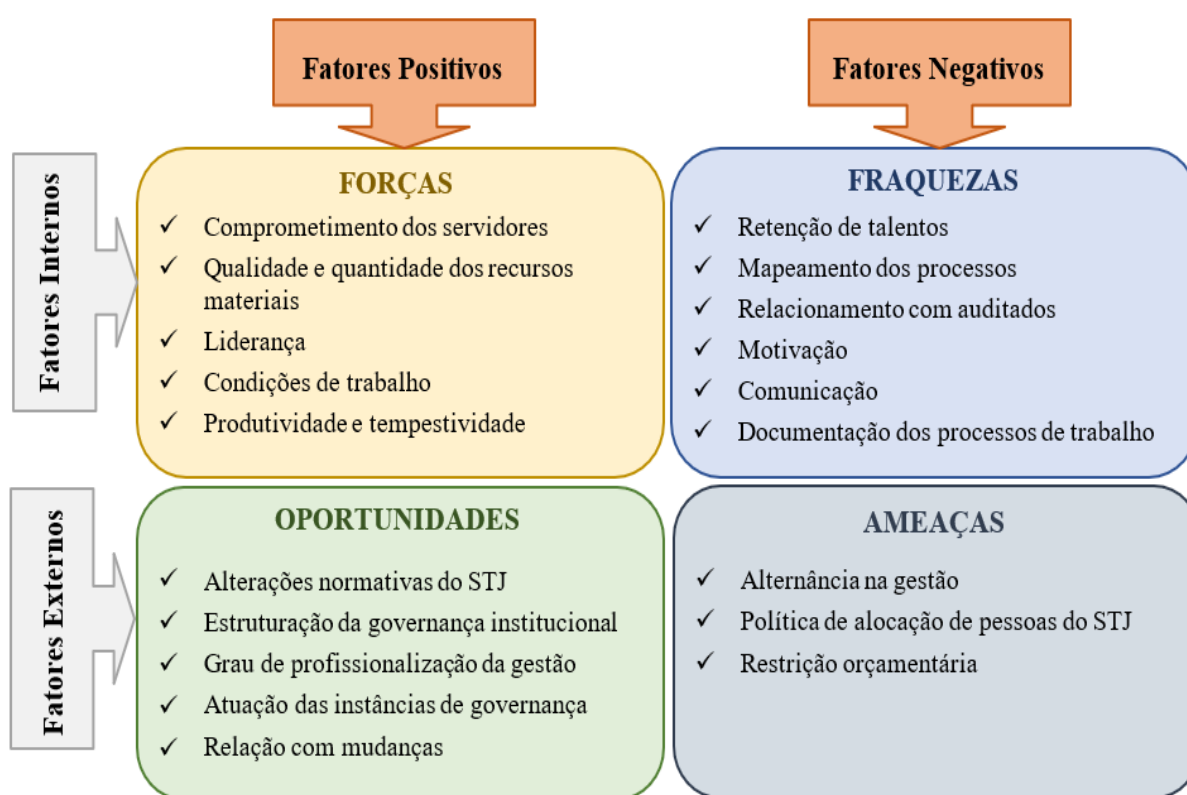 Fatores Positivos
Fatores Negativos
Fatores Internos
FORÇAS
✓ Comprometimento dos servidores
✓ Qualidade e quantidade dos recursos
materiais
✓ Liderança
✓ Condições de trabalho
✓ Produtividade e tempestividade
FRAQUEZAS
✓ Retenção de talentos
✓ Mapeamento dos processos
✓ Relacionamento com auditados
✓ Motivação
✓ Comunicação
✓ Documentação dos processos de trabalho
Fatores Externos
OPORTUNIDADES
✓ Alterações normativas do STJ
✓ Estruturação da governança institucional
✓ Grau de profissionalização da gestão
✓ Atuação das instâncias de governança
✓ Relação com mudanças
AMEAÇAS
✓ Alternância na gestão
✓ Política de alocação de pessoas do STJ
✓ Restrição orçamentária